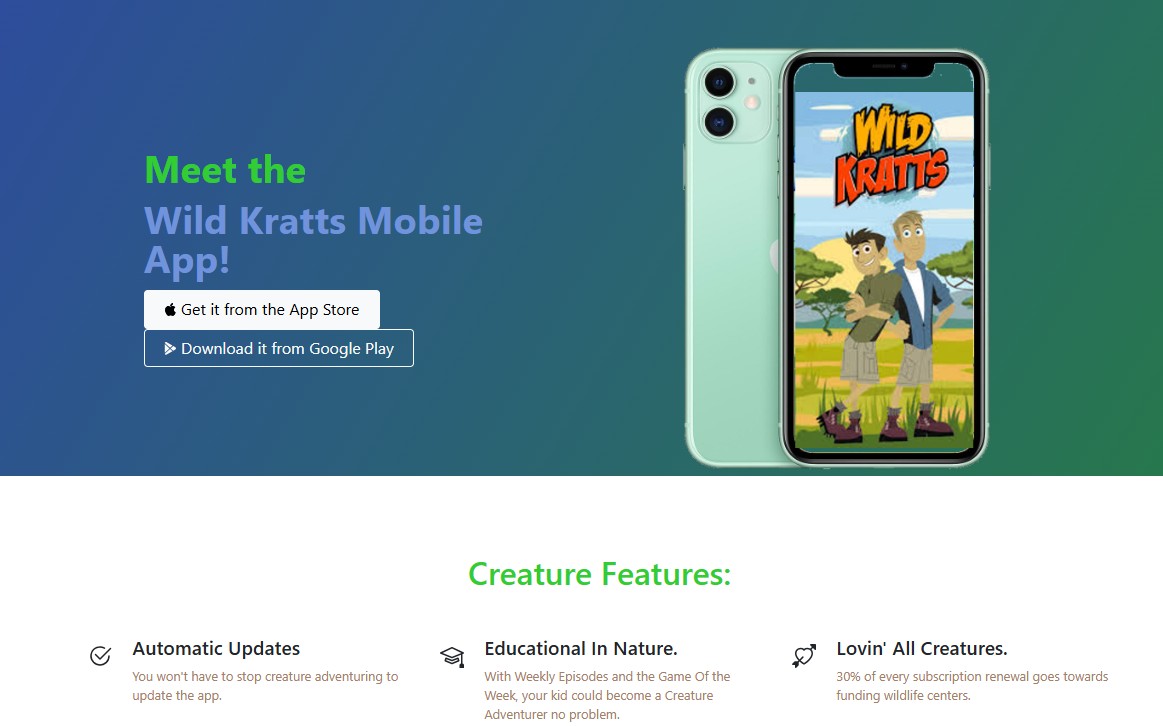 Meet the
Wild Kratts Mobile
App!
Get it from the App Store
Download it from Google Play
WILD
KRATTS
Creature Features:
Automatic Updates
You won't have to stop creature adventuring to
update the app.
Educational In Nature.
With Weekly Episodes and the Game Of the
Week, your kid could become a Creature
Adventurer no problem.
Lovin' All Creatures.
30% of every subscription renewal goes towards
funding wildlife centers.